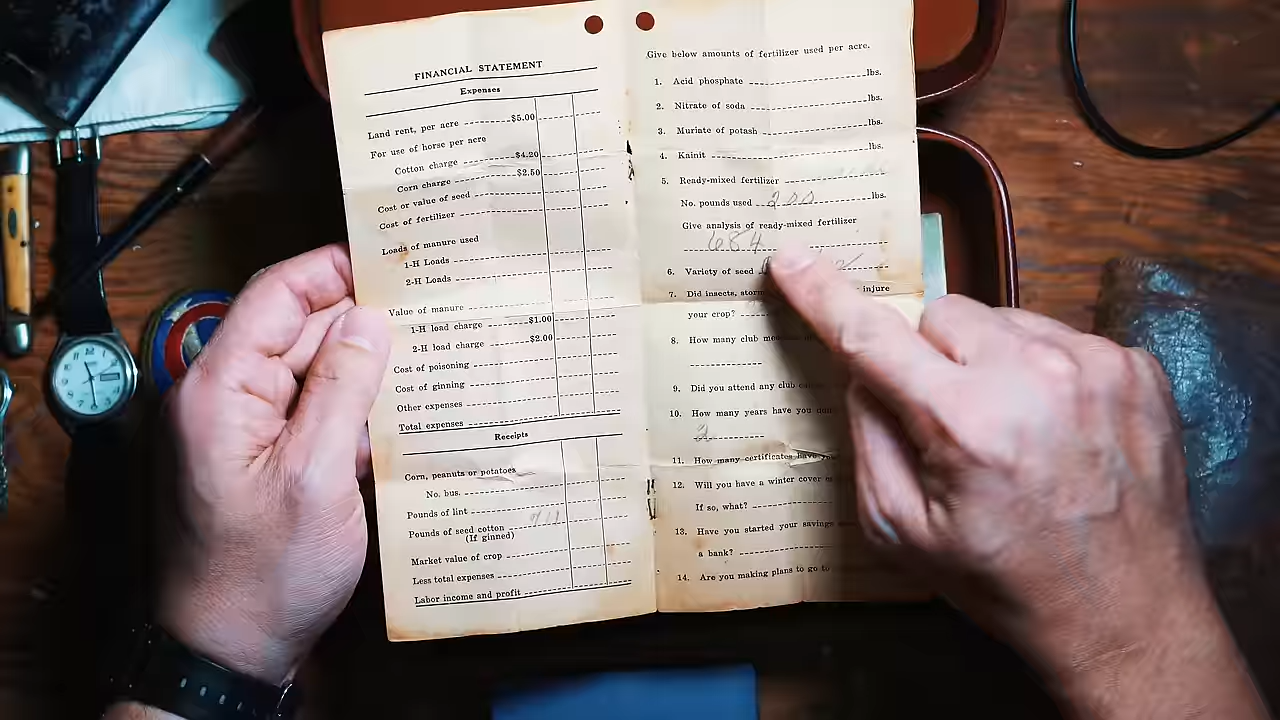 FINANCIAL STATEMENT
Expenses
Land rent, per acre $5.00
For use of horse per acre
Cotton charge $4.20
Corn charge $2.50
Cost or value of seed
Cost of fertilizer
Loads of manure used
1-H Loads
2-H Loads
Value of manure
1-H load charge $1.00
2-H load charge $2.00
Cost of poisoning
Cost of ginning
Other expenses
Total expenses
Receipts
Corn, peanuts or potatoes
No. bus.
Pounds of lint
Pounds of seed cotton
(If ginned)
Market value of crop
Less total expenses
Labor income and profit
Give below amounts of fertilizer used per acre.
1. Acid phosphate lbs.
2. Nitrate of soda lbs.
3. Muriate of potash lbs.
4. Kainit lbs.
5. Ready-mixed fertilizer
No. pounds used 200 lbs.
Give analysis of ready-mixed fertilizer
684
6. Variety of seed
7. Did insects, injure
your crop?
8. How many club
9. Did you attend any club
10. How many years have you
2
11. How many certificates have you
12. Will you have a winter cover
If so, what?
13. Have you started your savings
a bank?
14. Are you making plans to go to